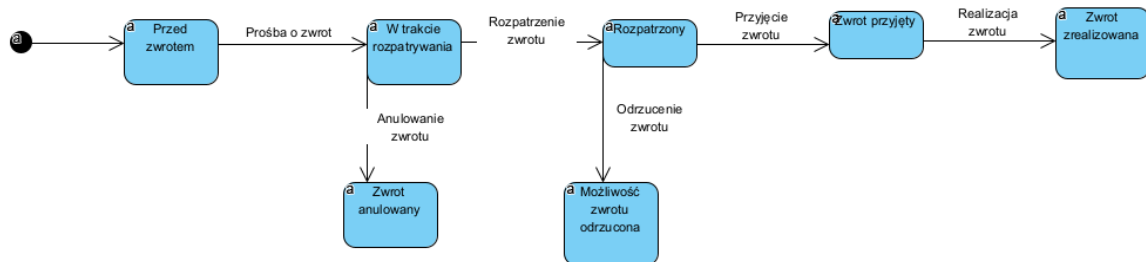 a
a
Przed
zwrotem
Prośba o zwrot
a
W trakcie
rozpatrywania
Rozpatrzenie
zwrotu
a
Rozpatrzony
Przyjęcie
zwrotu
a
Zwrot przyjęty
Realizacja
zwrotu
a
Zwrot
zrealizowana
Anulowanie
zwrotu
Odrzucenie
zwrotu
a
Zwrot
anulowany
a
Możliwość
zwrotu
odrzucona